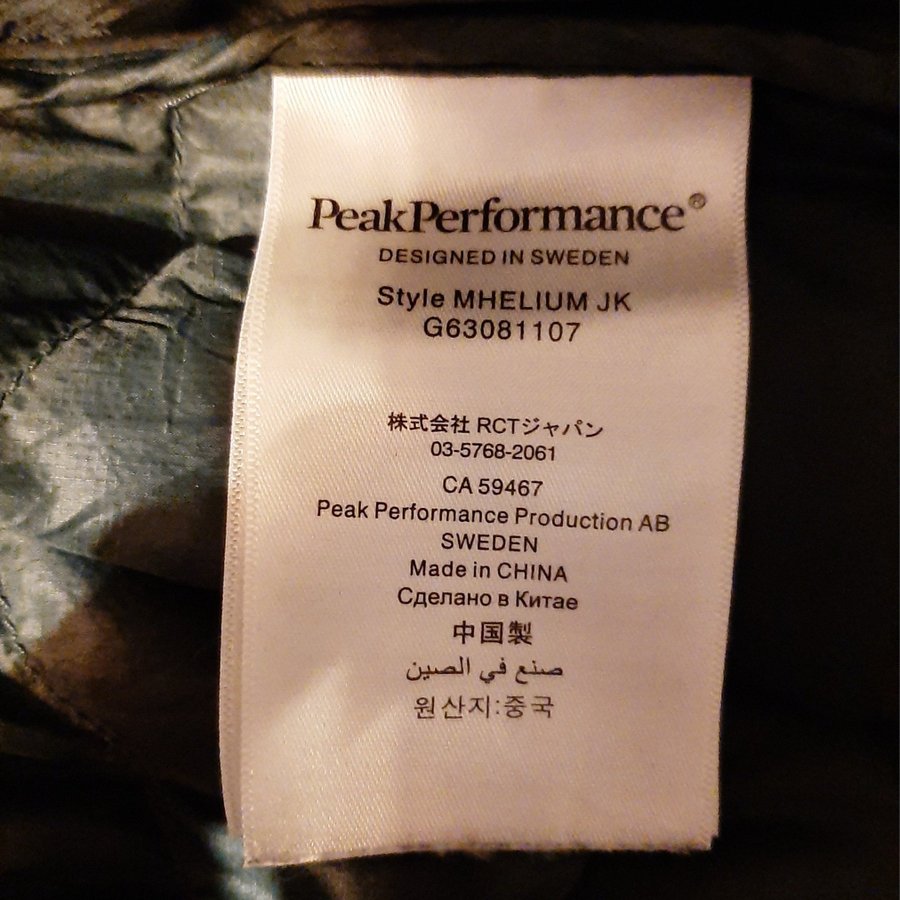 PeakPerformance®
DESIGNED IN SWEDEN
Style MHELIUM JK
G63081107
株式会社 RCTジャパン
03-5768-2061
CA 59467
Peak Performance Production AB
SWEDEN
Made in CHINA
Сделано в Китае
中国製
صنع في الصين
원산지:중국